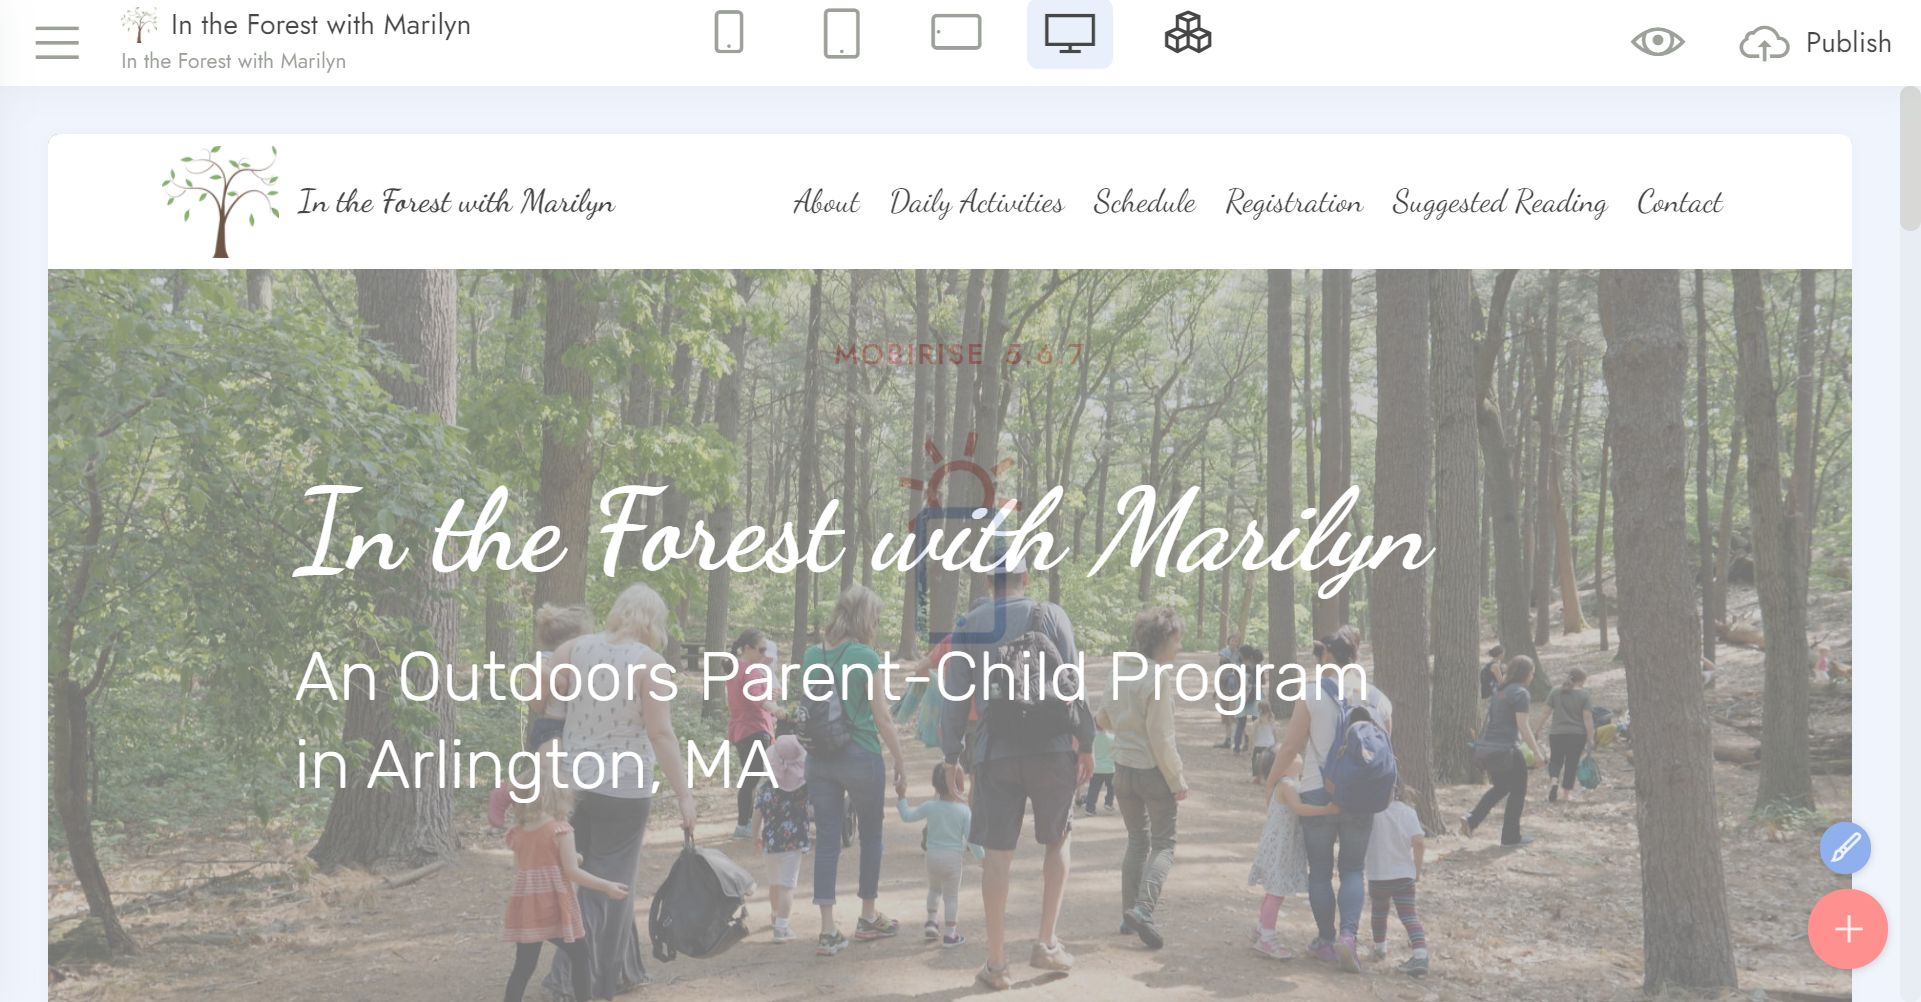 In the Forest with Marilyn
In the Forest with Marilyn
Publish
In the Forest with Marilyn
About Daily Activities Schedule Registration Suggested Reading Contact
MOBIRISE 5.6.7
In the Forest with Marilyn
An Outdoors Parent-Child Program
in Arlington, MA